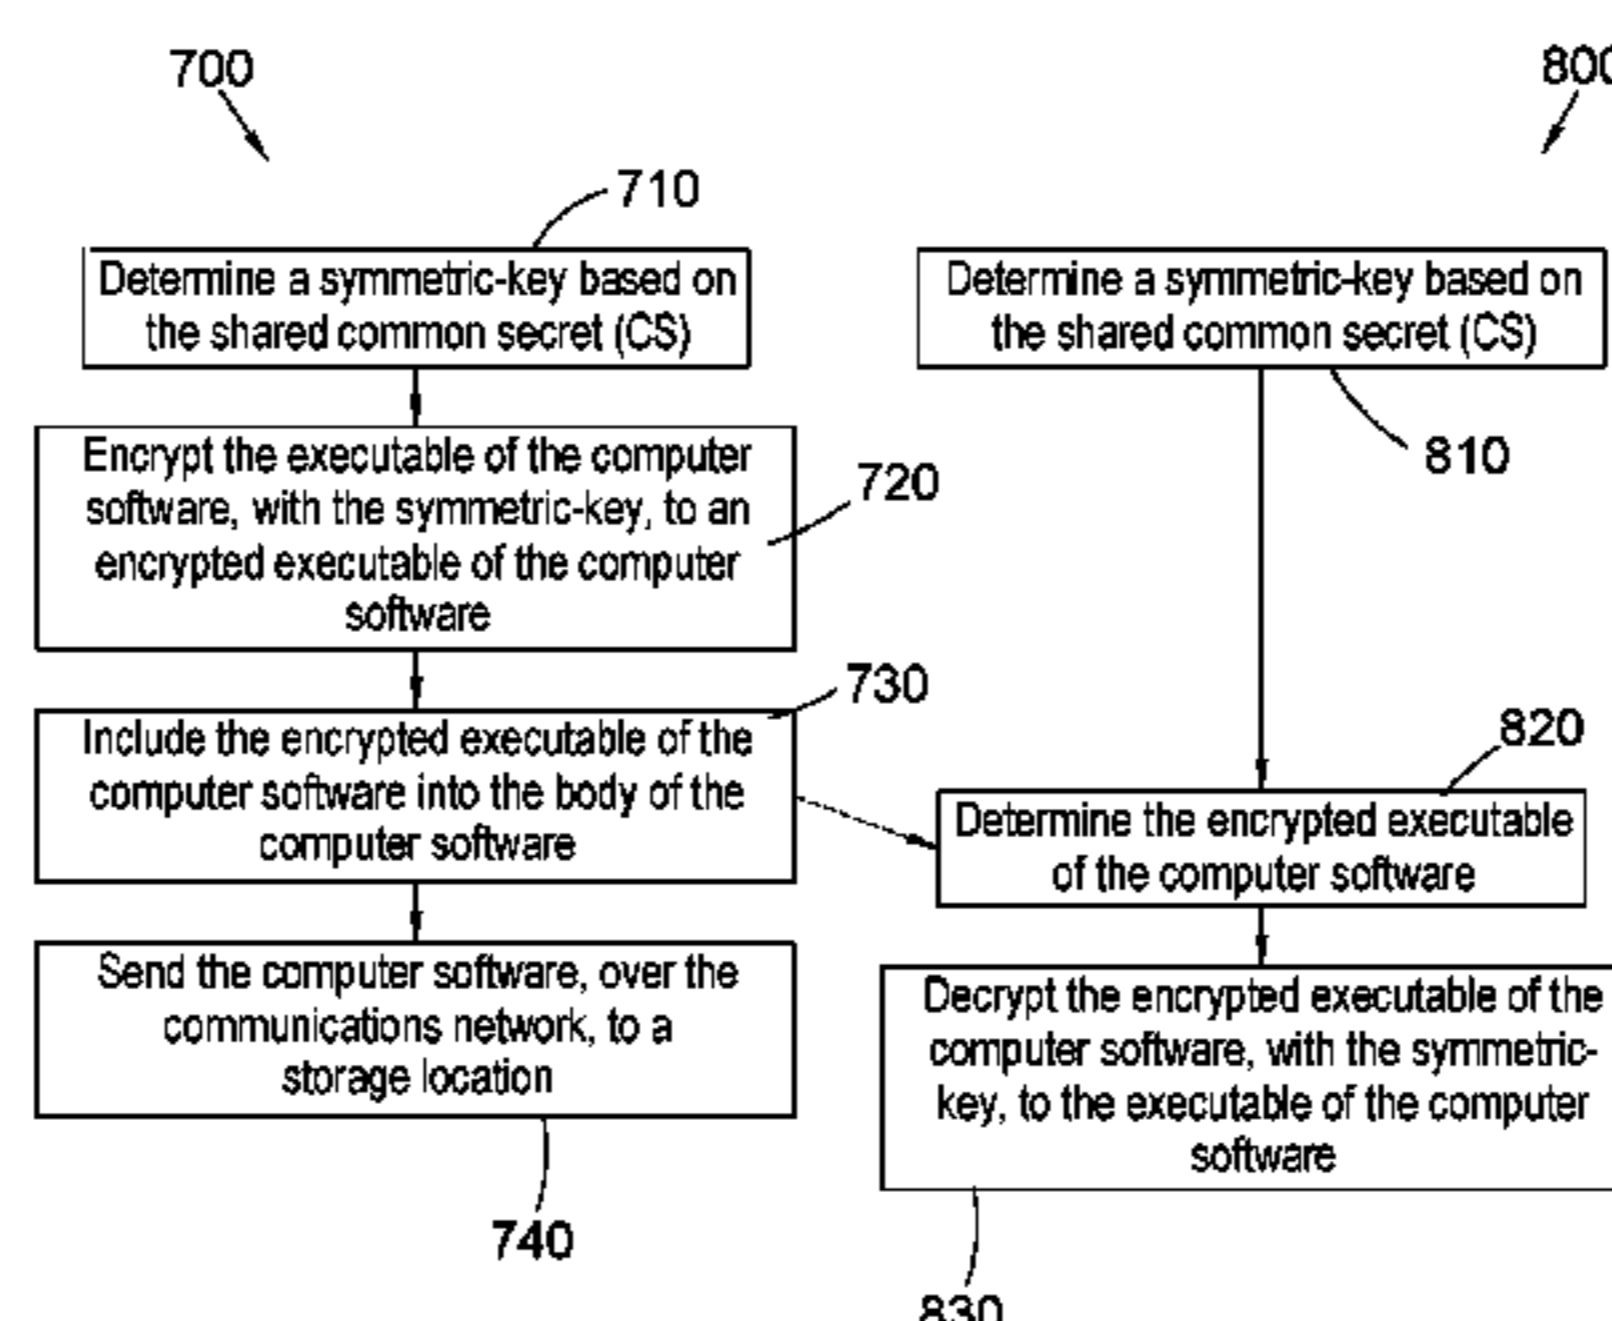 700
710
Determine a symmetric-key based on
the shared common secret (CS)
Encrypt the executable of the computer
software, with the symmetric-key, to an
encrypted executable of the computer
software
720
730
Include the encrypted executable of the
computer software into the body of the
computer software
Send the computer software, over the
communications network, to a
storage location
740
800
Determine a symmetric-key based on
the shared common secret (CS)
810
820
Determine the encrypted executable
of the computer software
Decrypt the encrypted executable of the
computer software, with the symmetric-
key, to the executable of the computer
software
830